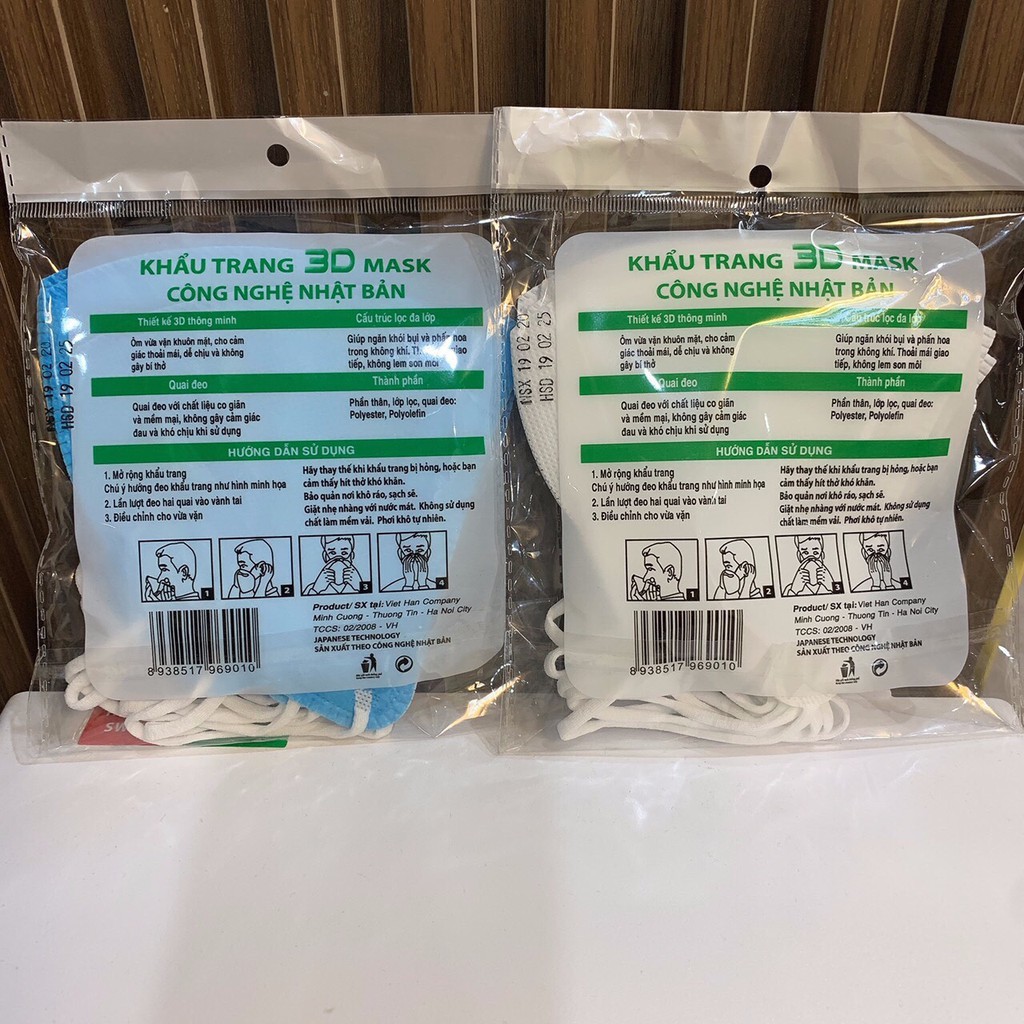 KHẨU TRANG 3D MASK
CÔNG NGHỆ NHẬT BẢN
Thiết kế 3D thông minh
Cấu trúc lọc đa lớp
Ôm vừa vặn khuôn mặt, cho cảm
giác thoải mái, dễ chịu và không
gây bí thở
Giúp ngăn khói bụi và phấn hoa
trong không khí. Thoải mái giao
tiếp, không lem son môi
Quai đeo
Thành phần
Quai đeo với chất liệu co giãn
và mềm mại, không gây cảm giác
đau và khó chịu khi sử dụng
Phần thân, lớp lọc, quai đeo:
Polyester, Polyolefin
HƯỚNG DẪN SỬ DỤNG
1. Mở rộng khẩu trang
Chú ý hướng đeo khẩu trang như hình minh họa
2. Lần lượt đeo hai quai vào vành tai
3. Điều chỉnh cho vừa vặn
Hãy thay thế khi khẩu trang bị hỏng, hoặc bạn
cảm thấy hít thở khó khăn.
Bảo quản nơi khô ráo, sạch sẽ.
Giặt nhẹ nhàng với nước mát. Không sử dụng
chất làm mềm vải. Phơi khô tự nhiên.
1
2
3
4
Product/ SX tại: Viet Han Company
Minh Cuong - Thuong Tin - Ha Noi City
TCCS: 02/2008 - VH
JAPANESE TECHNOLOGY
SẢN XUẤT THEO CÔNG NGHỆ NHẬT BẢN
8 938517 969010
HSX 19 02 20
HSD 19 02 25
KHẨU TRANG 3D MASK
CÔNG NGHỆ NHẬT BẢN
Thiết kế 3D thông minh
Cấu trúc lọc đa lớp
Ôm vừa vặn khuôn mặt, cho cảm
giác thoải mái, dễ chịu và không
gây bí thở
Giúp ngăn khói bụi và phấn hoa
trong không khí. Thoải mái giao
tiếp, không lem son môi
Quai đeo
Thành phần
Quai đeo với chất liệu co giãn
và mềm mại, không gây cảm giác
đau và khó chịu khi sử dụng
Phần thân, lớp lọc, quai đeo:
Polyester, Polyolefin
HƯỚNG DẪN SỬ DỤNG
1. Mở rộng khẩu trang
Chú ý hướng đeo khẩu trang như hình minh họa
2. Lần lượt đeo hai quai vào vành tai
3. Điều chỉnh cho vừa vặn
Hãy thay thế khi khẩu trang bị hỏng, hoặc bạn
cảm thấy hít thở khó khăn.
Bảo quản nơi khô ráo, sạch sẽ.
Giặt nhẹ nhàng với nước mát. Không sử dụng
chất làm mềm vải. Phơi khô tự nhiên.
1
2
3
4
Product/ SX tại: Viet Han Company
Minh Cuong - Thuong Tin - Ha Noi City
TCCS: 02/2008 - VH
JAPANESE TECHNOLOGY
SẢN XUẤT THEO CÔNG NGHỆ NHẬT BẢN
8 938517 969010
HSX 19 02 20
HSD 19 02 25